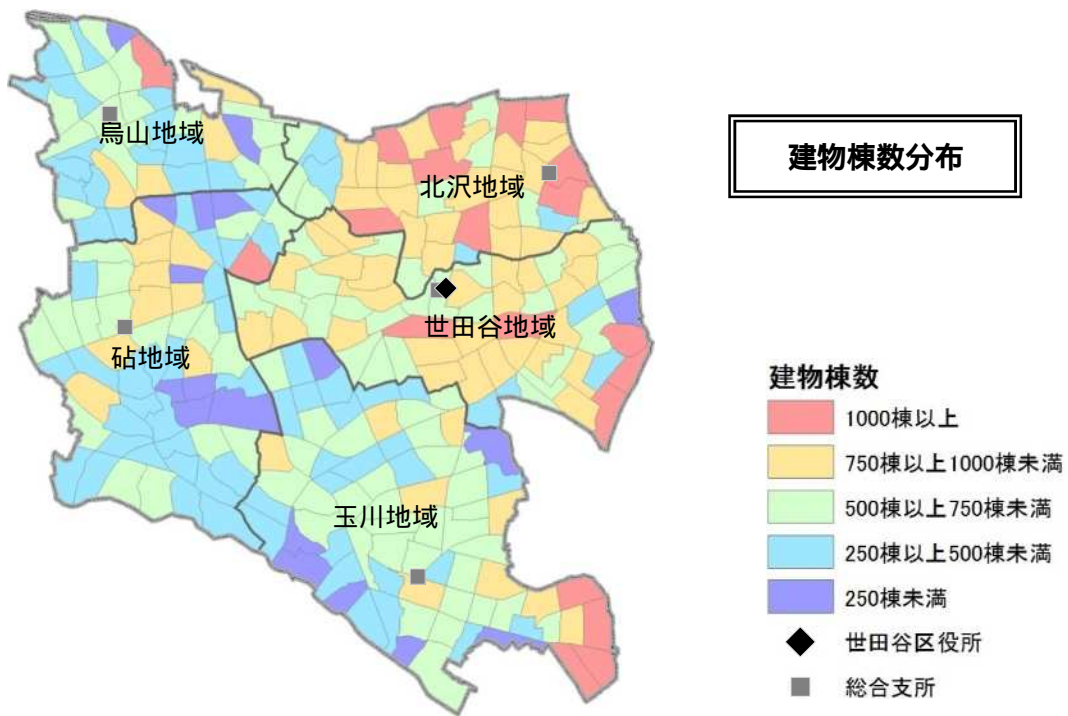 建物棟数分布
烏山地域
北沢地域
世田谷地域
砧地域
玉川地域
建物棟数
1000棟以上
750棟以上1000棟未満
500棟以上750棟未満
250棟以上500棟未満
250棟未満
世田谷区役所
総合支所